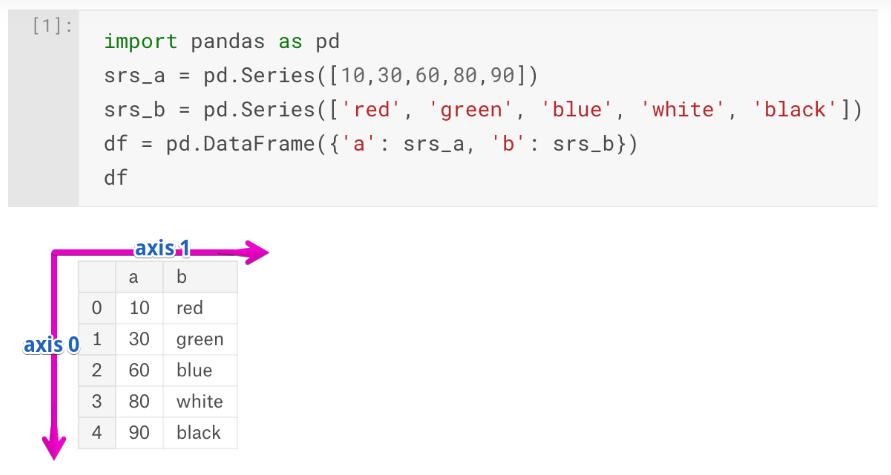 [1]:
import pandas as pd
srs_a = pd.Series([10,30,60,80,90])
srs_b = pd.Series(['red', 'green', 'blue', 'white', 'black'])
df = pd.DataFrame({'a': srs_a, 'b': srs_b})
df
axis 1
a b
0 10 red
axis 0
1 30 green
2 60 blue
3 80 white
4 90 black